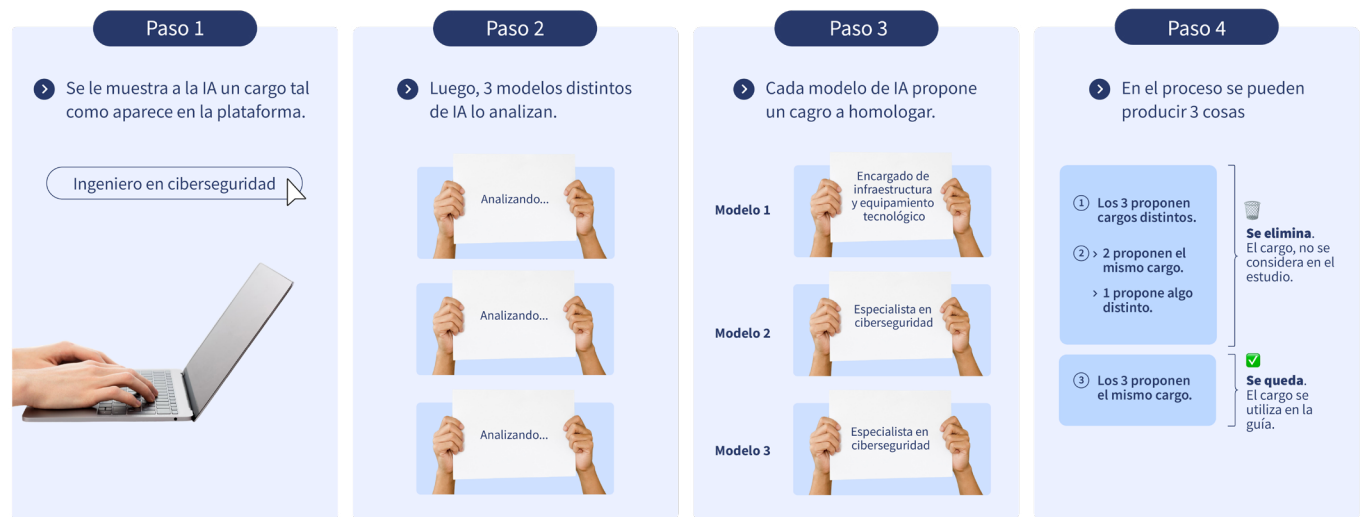 Paso 1
Se le muestra a la IA un cargo tal
como aparece en la plataforma.
Ingeniero en ciberseguridad
Paso 2
Luego, 3 modelos distintos
de IA lo analizan.
Analizando...
Analizando...
Analizando...
Paso 3
Cada modelo de IA propone
un cagro a homologar.
Modelo 1
Encargado de
infraestructura
y equipamiento
tecnológico
Modelo 2
Especialista en
ciberseguridad
Modelo 3
Especialista en
ciberseguridad
Paso 4
En el proceso se pueden
producir 3 cosas
1 Los 3 proponen
cargos distintos.
2 > 2 proponen el
mismo cargo.
> 1 propone algo
distinto.
Se elimina.
El cargo, no se
considera en el
estudio.
3 Los 3 proponen
el mismo cargo.
Se queda.
El cargo se
utiliza en la
guía.